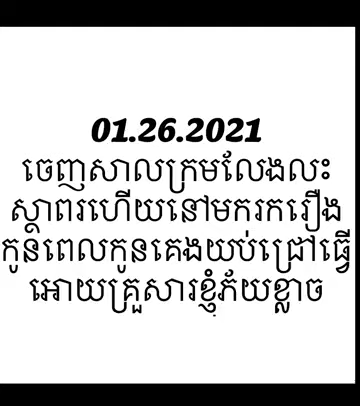 01.26.2021
ចេញសាលក្រមលែងលះ
ស្ថាពរហើយនៅមករករឿង
កូនពេលកូនគេងយប់ជ្រៅធ្វើ
អោយគ្រួសារខ្ញុំភ័យខ្លាច